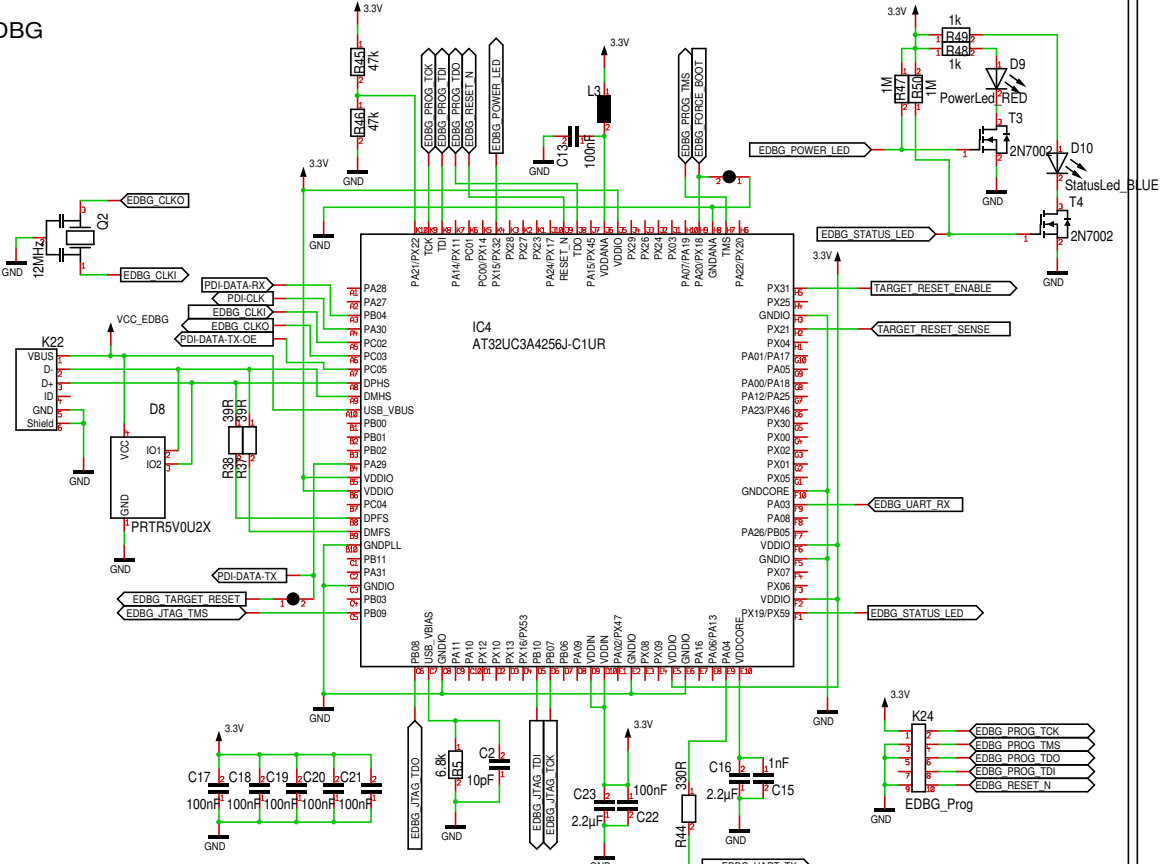 DBG
3.3V
R45
47k
R46
47k
GND
EDBG_PROG_TCK
EDBG_PROG_TDI
EDBG_PROG_TDO
EDBG_RESET_N
EDBG_POWER_LED
3.3V
L3
C13
100nF
GND
EDBG_PROG_TMS
EDBG_FORCE_BOOT
3.3V
1k
R49
R48
1k
1M
R47
R50
1M
D9
PowerLed_RED
T3
2N7002
EDBG_POWER_LED
GND
D10
StatusLed_BLUE
T4
2N7002
EDBG_STATUS_LED
GND
EDBG_CLKO
Q2
12MHz
GND
EDBG_CLKI
3.3V
GND
PA21/PX22
TCK
TDI
PA14/PX11
PC01
PC00/PX14
PX15/PX32
PX28
PX27
PX23
PA24/PX17
RESET_N
TDO
PA15/PX45
VDDANA
VDDIO
PX29
PX26
PX24
PX03
PA07/PA19
PA20/PX18
GNDANA
TMS
PA22/PX20
IC4
AT32UC3A4256J-C1UR
PDI-DATA-RX
PDI-CLK
EDBG_CLKI
EDBG_CLKO
PDI-DATA-TX-OE
PA28
PA27
PB04
PA30
PC02
PC03
PC05
DPHS
DMHS
USB_VBUS
PB00
PB01
PB02
PA29
VDDIO
VDDIO
PC04
DPFS
DMFS
GNDPLL
PB11
PA31
GNDIO
PB03
PB09
3.3V
PX31
PX25
GNDIO
PX21
PX04
PA01/PA17
PA05
PA00/PA18
PA12/PA25
PA23/PX46
PX30
PX00
PX02
PX01
PX05
GNDCORE
PA03
PA08
PA26/PB05
VDDIO
GNDIO
PX07
PX06
VDDIO
PX19/PX59
TARGET_RESET_ENABLE
TARGET_RESET_SENSE
EDBG_UART_RX
EDBG_STATUS_LED
VCC_EDBG
K22
VBUS
D-
D+
ID
GND
Shield
GND
D8
VCC
IO1
IO2
GND
PRTR5V0U2X
GND
39R
39R
R38
R37
PDI-DATA-TX
EDBG_TARGET_RESET
EDBG_JTAG_TMS
PB08
USB_VBIAS
GNDIO
PA11
PA10
PX12
PX10
PX13
PX16/PX53
PB10
PB07
PB06
PA09
VDDIN
VDDIN
PA02/PX47
GNDIO
PX08
PX09
VDDIO
GNDIO
PA16
PA06/PA13
PA04
VDDCORE
GND
GND
3.3V
C17
100nF
C18
100nF
C19
100nF
C20
100nF
C21
100nF
GND
EDBG_JTAG_TDO
6.8k
R5
C2
10pF
GND
EDBG_JTAG_TDI
EDBG_JTAG_TCK
3.3V
C23
2.2µF
100nF
C22
GND
330R
R44
C16
2.2µF
1nF
C15
GND
3.3V
K24
EDBG_PROG_TCK
EDBG_PROG_TMS
EDBG_PROG_TDO
EDBG_PROG_TDI
EDBG_RESET_N
EDBG_Prog
GND
EDBG_UART_TX